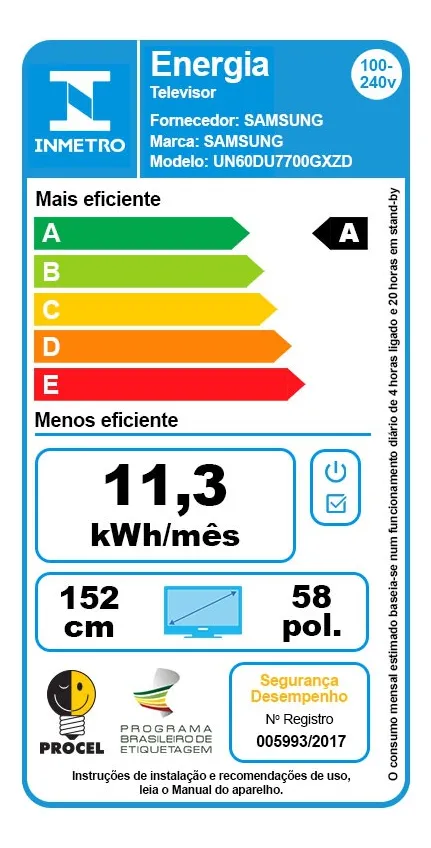 INMETRO
Energia
Televisor
100-
240v
Fornecedor: SAMSUNG
Marca: SAMSUNG
Modelo: UN60DU7700GXZD
Mais eficiente
A
A
B
C
D
E
Menos eficiente
11,3
kWh/mês
152
cm
58
pol.
PROCEL
PROGRAMA
BRASILEIRO DE
ETIQUETAGEM
Segurança
Desempenho
Nº Registro
005993/2017
Instruções de instalação e recomendações de uso,
leia o Manual do aparelho.
O consumo mensal estimado baseia-se num funcionamento diário de 4 horas ligado e 20 horas em stand-by